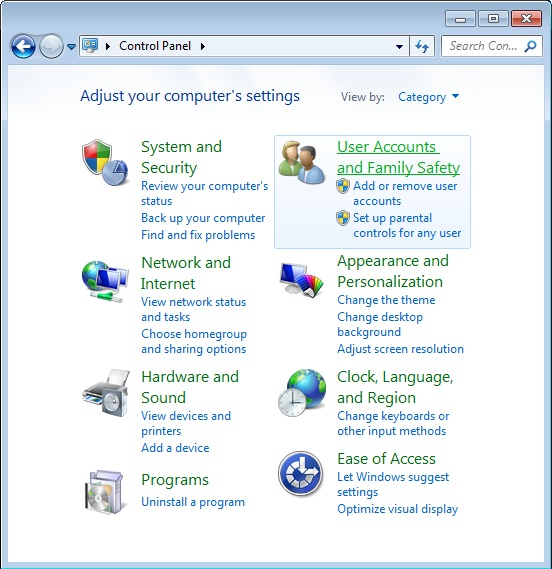 Control Panel
Search Con...
Adjust your computer's settings
View by: Category
System and
Security
Review your computer's
status
Back up your computer
Find and fix problems
Network and
Internet
View network status
and tasks
Choose homegroup
and sharing options
Hardware and
Sound
View devices and
printers
Add a device
Programs
Uninstall a program
User Accounts
and Family Safety
Add or remove user
accounts
Set up parental
controls for any user
Appearance and
Personalization
Change the theme
Change desktop
background
Adjust screen resolution
Clock, Language,
and Region
Change keyboards or
other input methods
Ease of Access
Let Windows suggest
settings
Optimize visual display